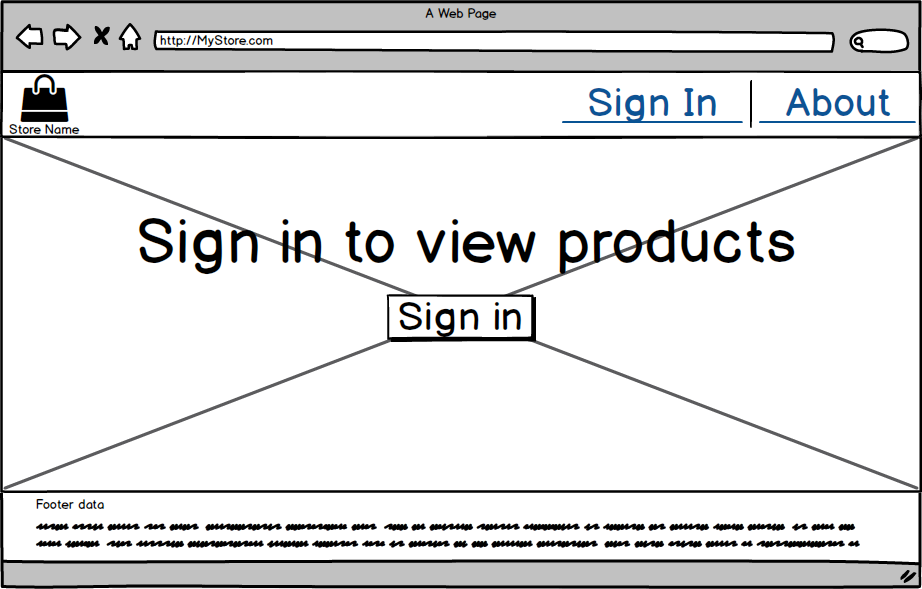 A Web Page
http://MyStore.com
Store Name
Sign In
About
Sign in to view products
Sign in
Footer data